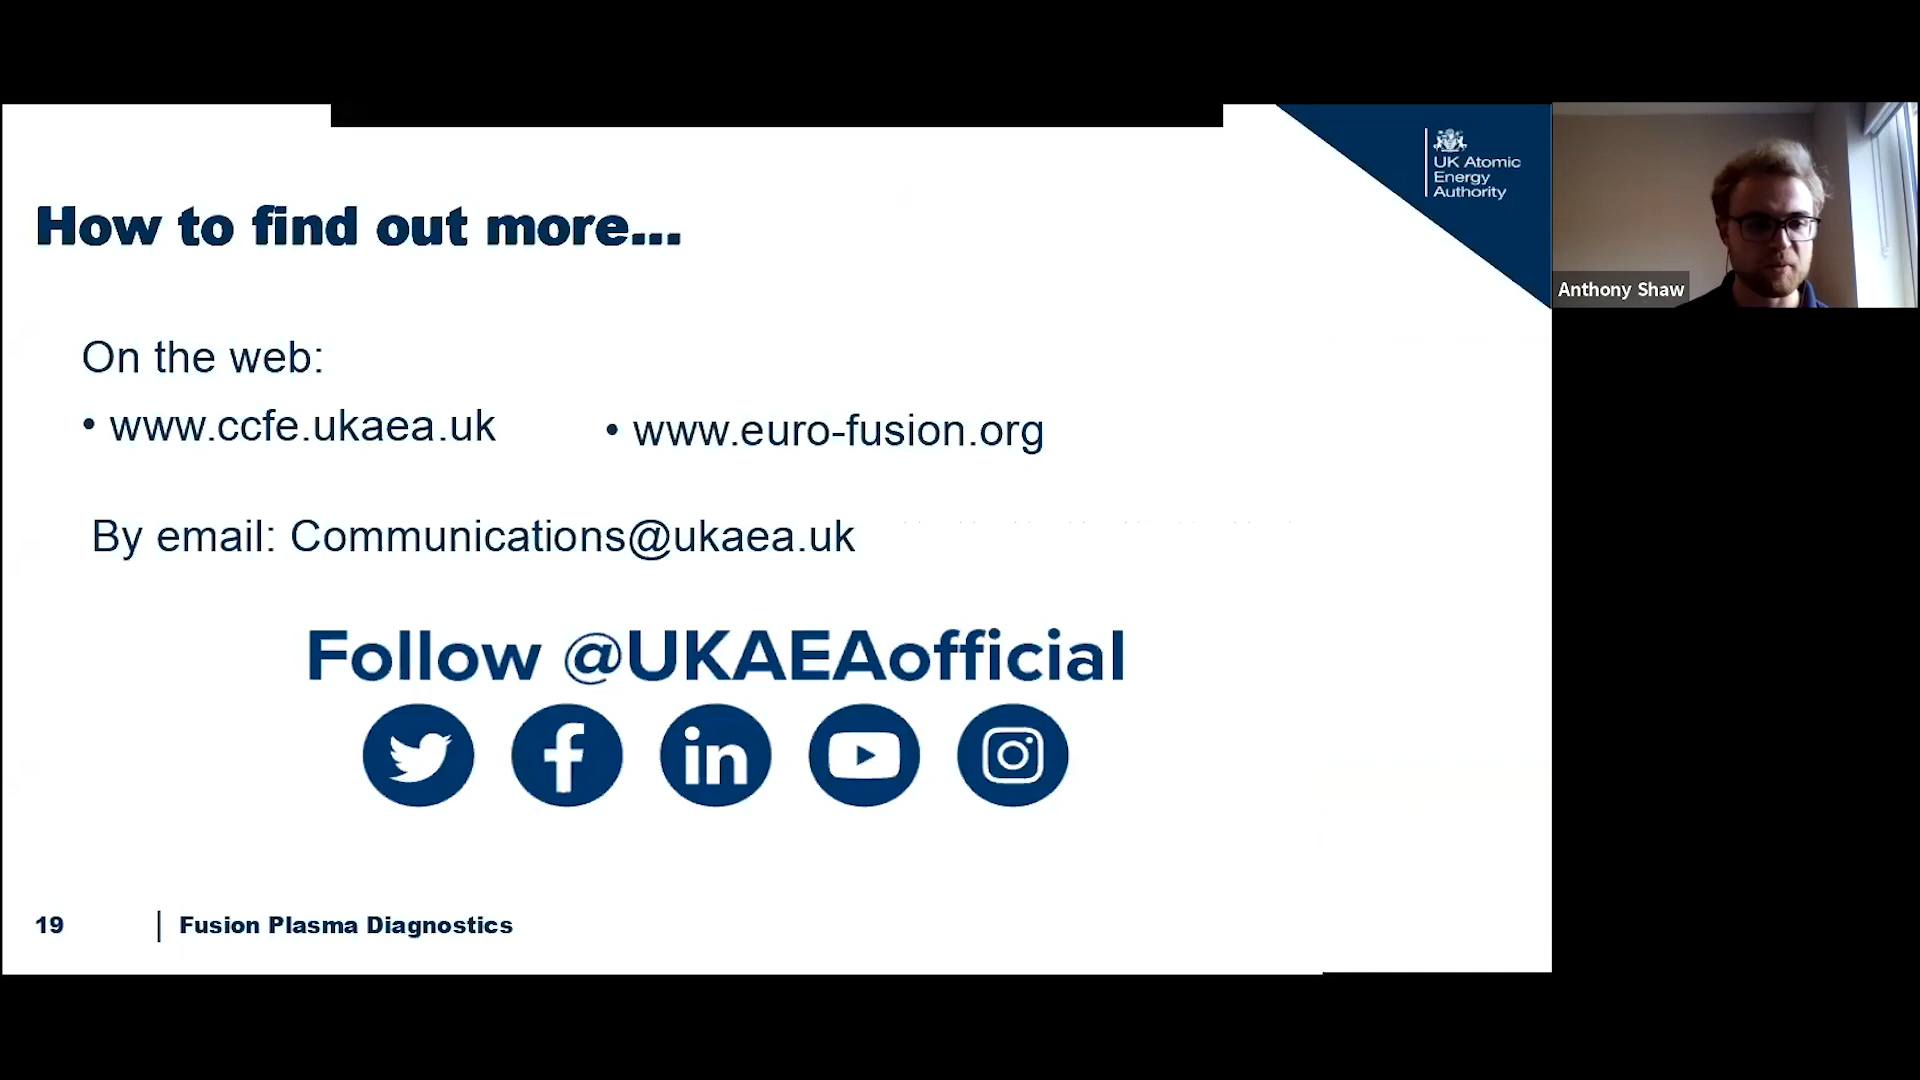 UK Atomic
Energy
Authority
How to find out more...
Anthony Shaw
On the web:
• www.ccfe.ukaea.uk
• www.euro-fusion.org
By email: Communications@ukaea.uk
Follow @UKAEAofficial
in
19
Fusion Plasma Diagnostics